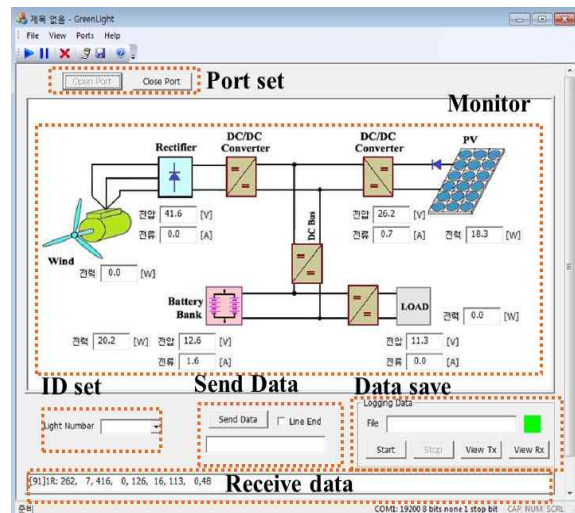 제목 없음 - GreenLight
File View Ports Help
Open Port Close Port Port set
Monitor
DC/DC Converter
DC/DC Converter
PV
Rectifier
전압 41.6 [V]
전류 0.0 [A]
DC Bus
전압 26.2 [V]
전류 0.7 [A]
전력 18.3 [W]
Wind
전력 0.0 [W]
Battery Bank
LOAD
전력 0.0 [W]
전력 20.2 [W]
전압 12.6 [V]
전류 1.6 [A]
전압 11.3 [V]
전류 0.0 [A]
ID set
Send Data
Data save
Light Number
Send Data Line End
Logging Data
File
Start Stop View Tx View Rx
[91]1R: 262, 7, 416, 0, 126, 16, 113, 0,48
Receive data
준비
COM1: 19200 8 bits none 1 stop bit CAP NUM SCRL